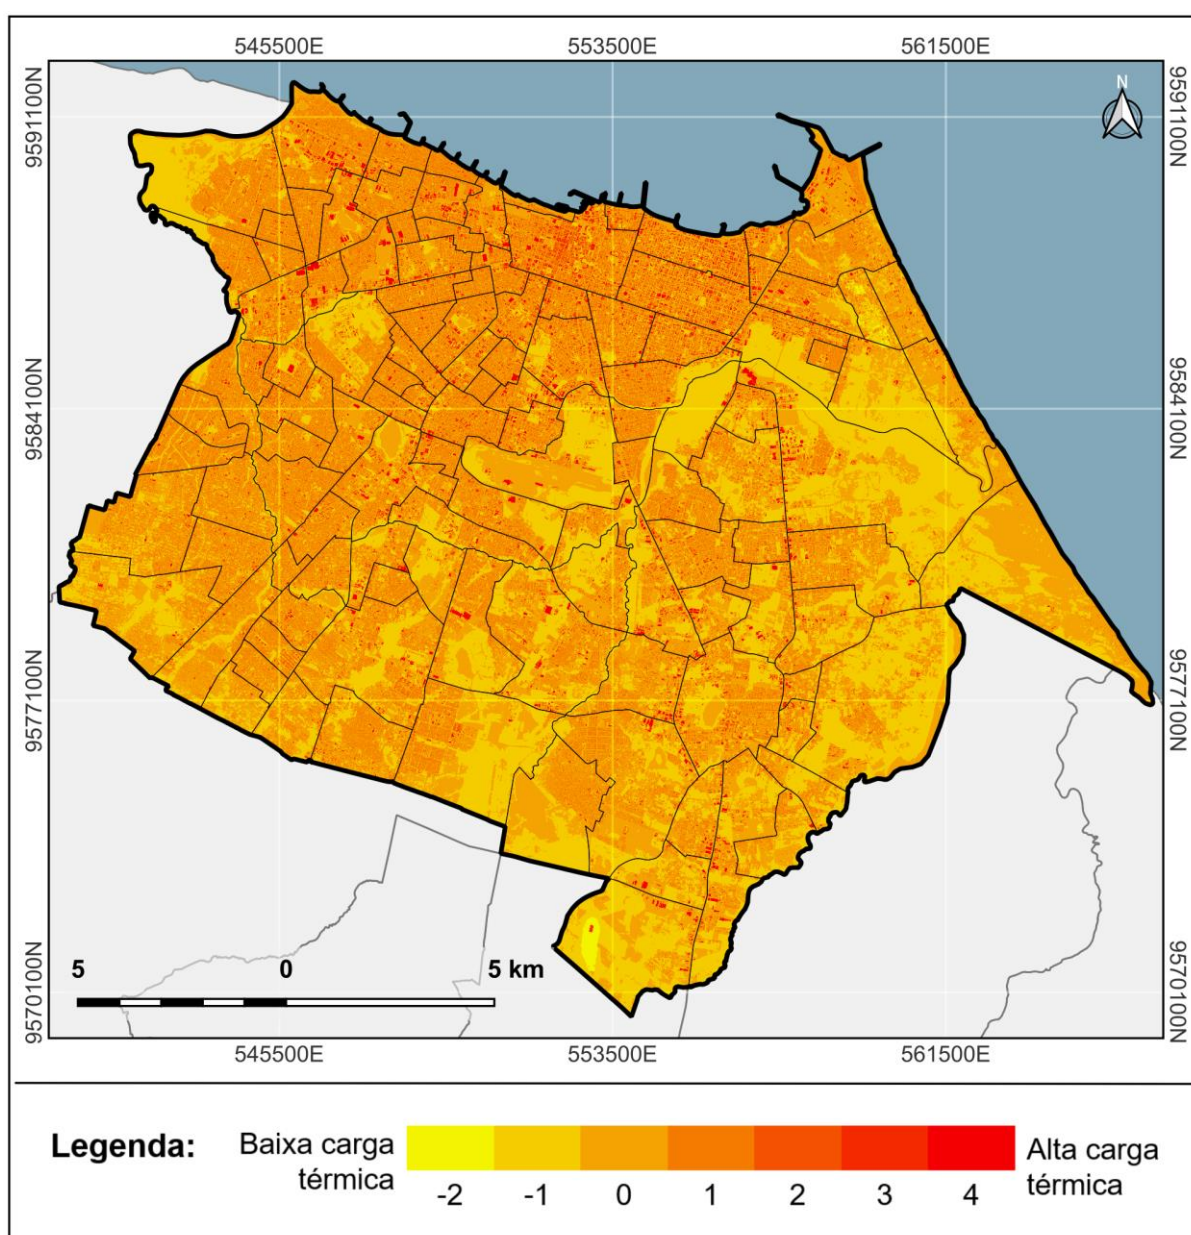 545500E 553500E 561500E
9591100N 9591100N
N
9584100N 9584100N
9577100N 9577100N
9570100N 9570100N
5 0 5 km
545500E 553500E 561500E
Legenda: Baixa carga térmica Alta carga térmica
-2 -1 0 1 2 3 4